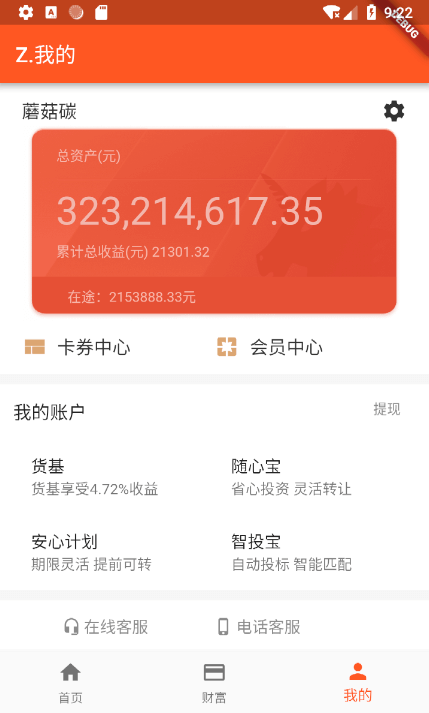 9:22
DEBUG
Z.我的
蘑菇碳
总资产(元)
323,214,617.35
累计总收益(元) 21301.32
在途：2153888.33元
卡券中心 会员中心
我的账户 提现
货基 随心宝
货基享受4.72%收益 省心投资 灵活转让
安心计划 智投宝
期限灵活 提前可转 自动投标 智能匹配
在线客服 电话客服
首页 财富 我的